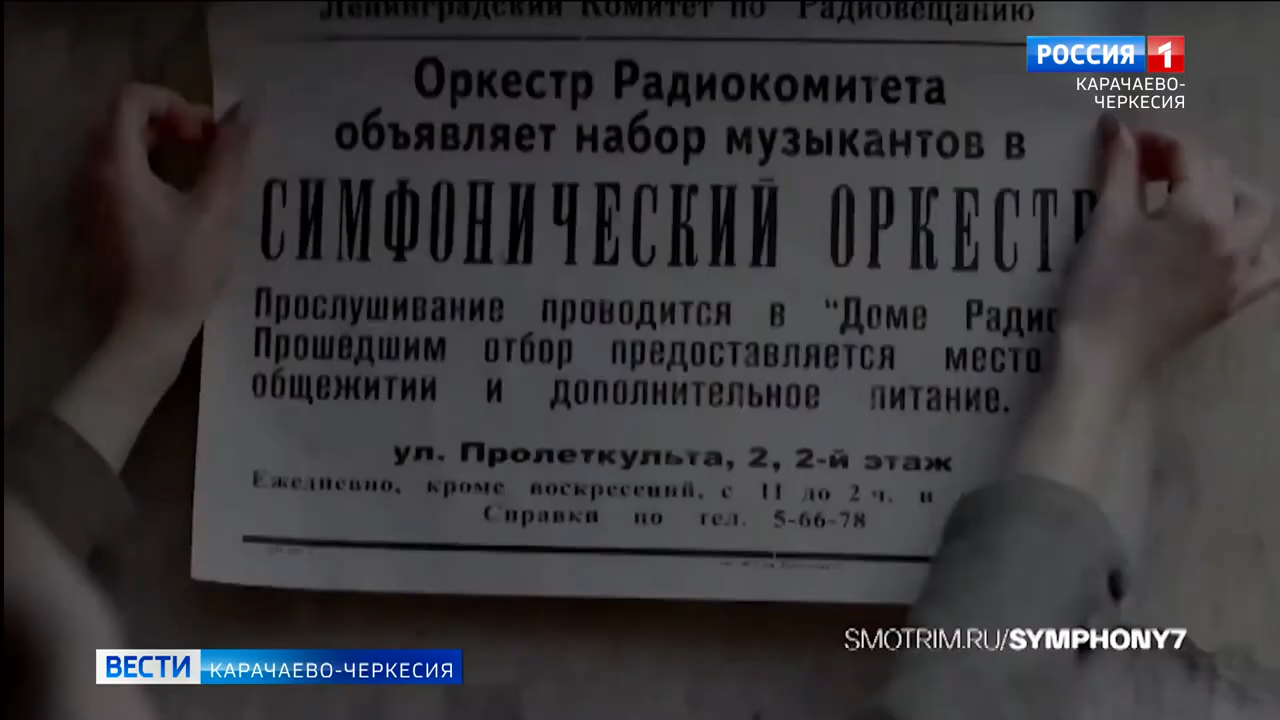 Ленинградский Комитет по Радиовещанию
Оркестр Радиокомитета
объявляет набор музыкантов в
СИМФОНИЧЕСКИЙ ОРКЕСТР
Прослушивание проводится в "Доме Радио
Прошедшим отбор предоставляется место
общежитии и дополнительное питание.
ул. Пролеткульта, 2, 2-й этаж
Ежедневно, кроме воскресений, с 11 до 2 ч. и
Справки по тел. 5-66-78
РОССИЯ 1
КАРАЧАЕВО-
ЧЕРКЕСИЯ
SMOTRIM.RU/SYMPHONY7
ВЕСТИ КАРАЧАЕВО-ЧЕРКЕСИЯ